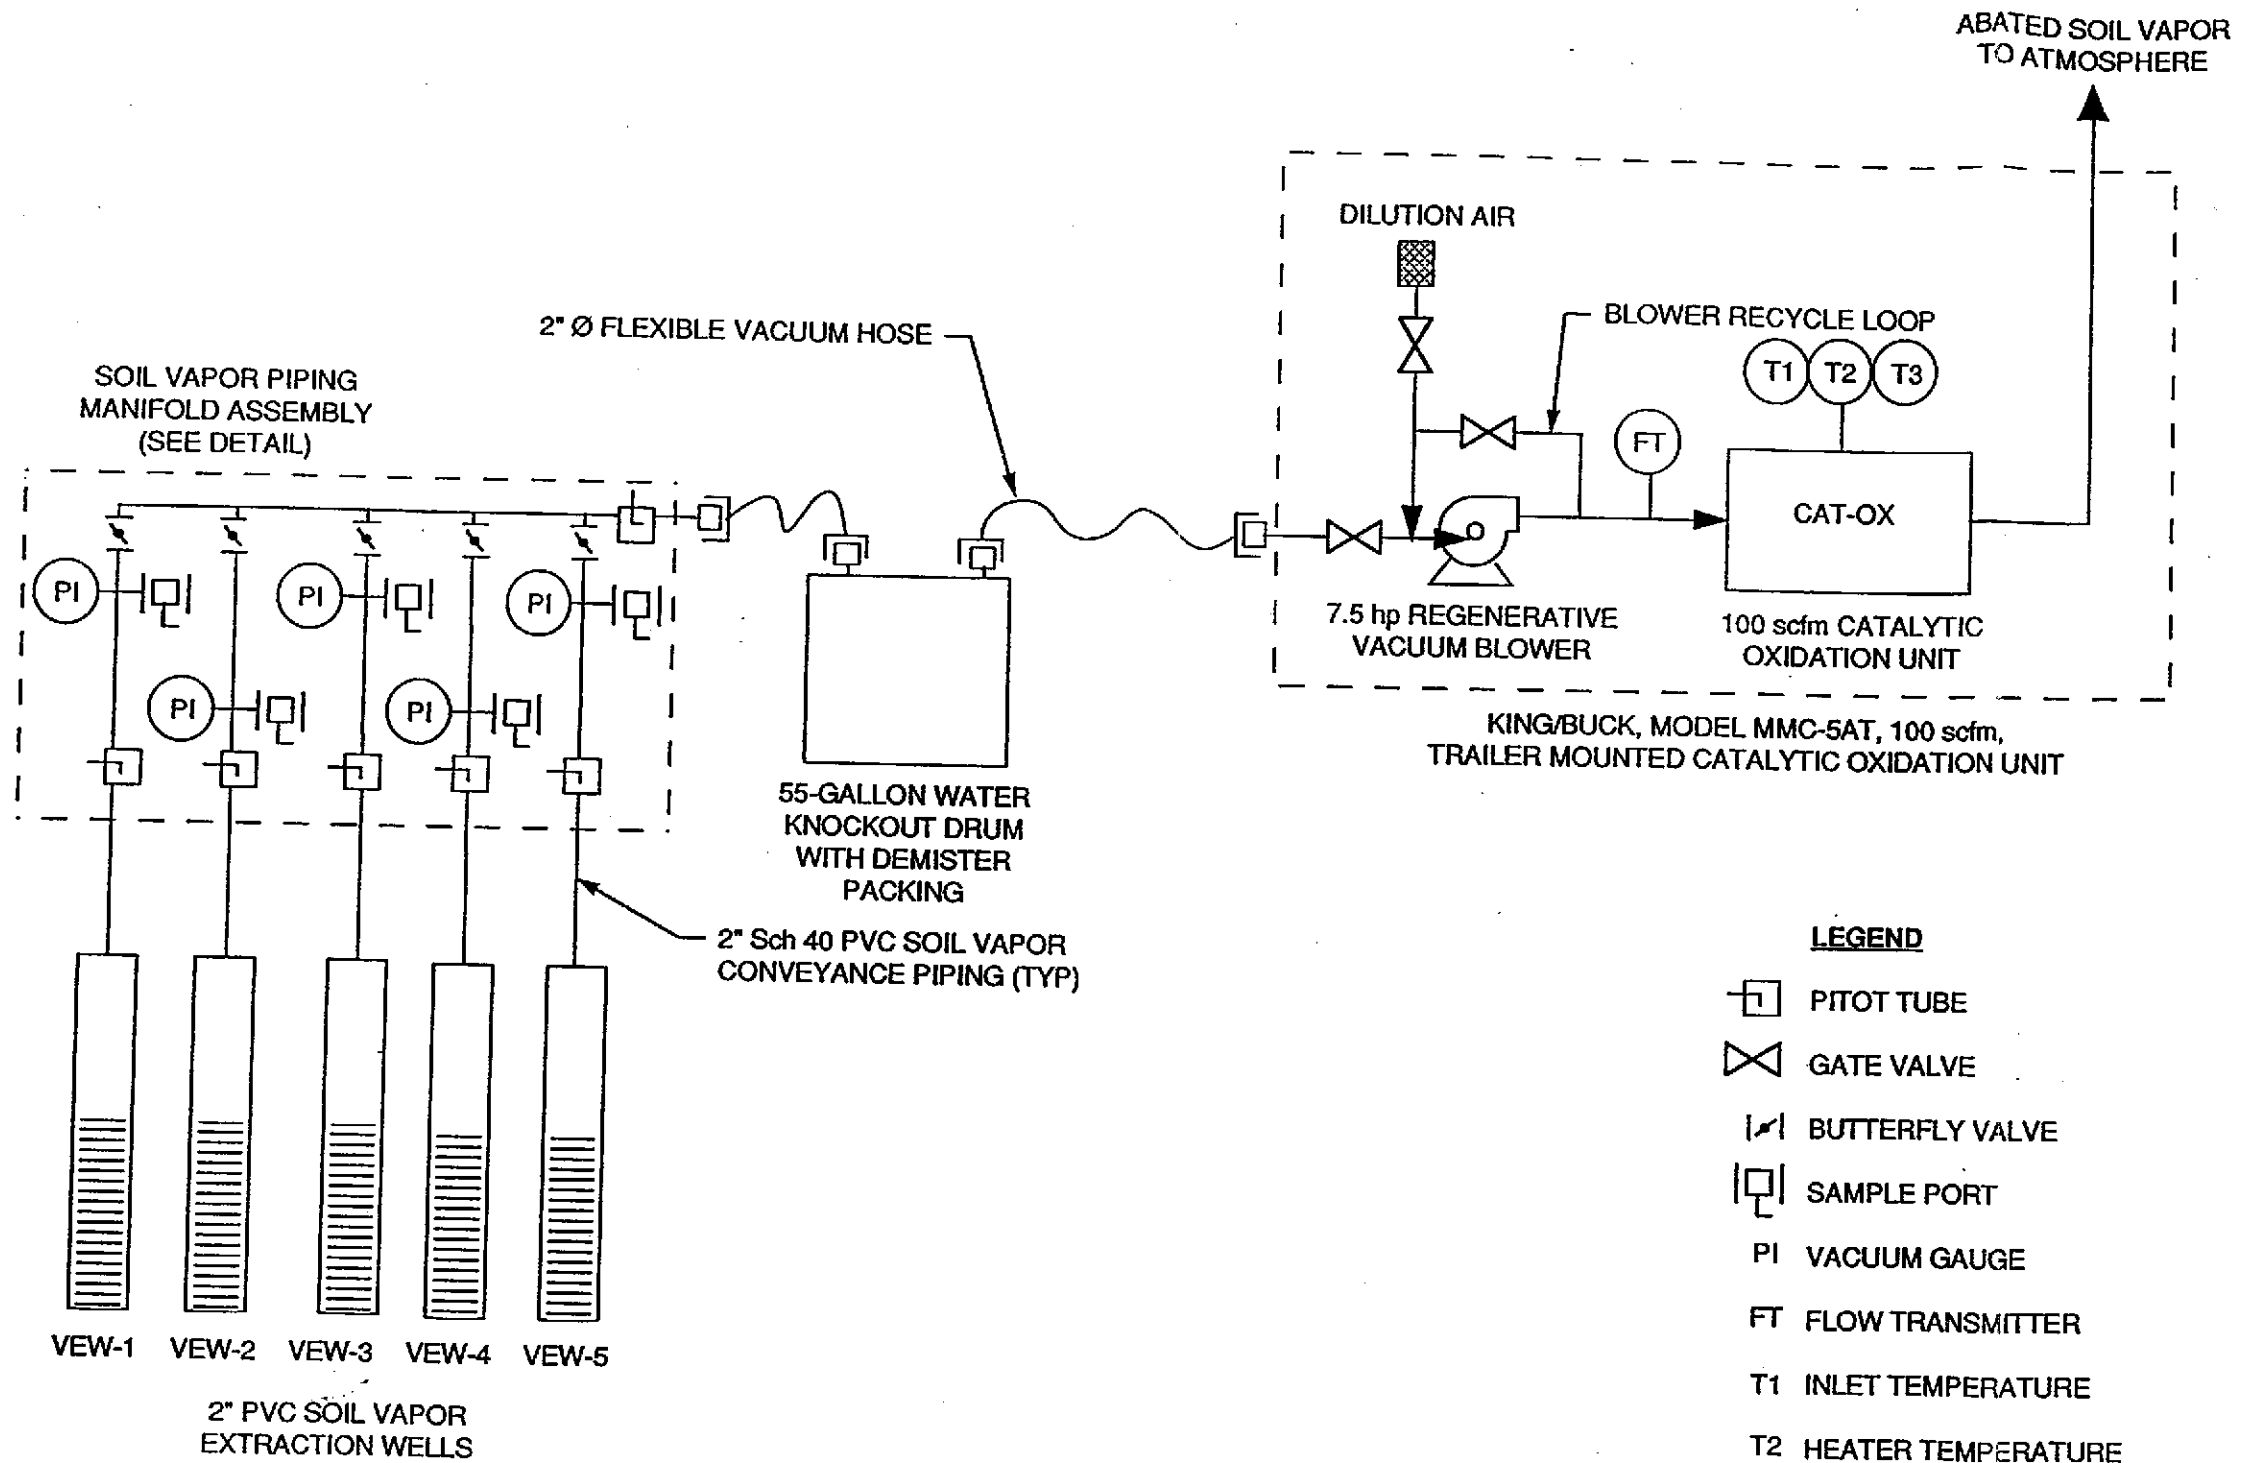 ABATED SOIL VAPOR
TO ATMOSPHERE
DILUTION AIR
2" Ø FLEXIBLE VACUUM HOSE
BLOWER RECYCLE LOOP
T1 T2 T3
SOIL VAPOR PIPING
MANIFOLD ASSEMBLY
(SEE DETAIL)
FT
CAT-OX
PI PI PI
PI PI
7.5 hp REGENERATIVE
VACUUM BLOWER
100 scfm CATALYTIC
OXIDATION UNIT
KING/BUCK, MODEL MMC-5AT, 100 scfm,
TRAILER MOUNTED CATALYTIC OXIDATION UNIT
55-GALLON WATER
KNOCKOUT DRUM
WITH DEMISTER
PACKING
2" Sch 40 PVC SOIL VAPOR
CONVEYANCE PIPING (TYP)
VEW-1 VEW-2 VEW-3 VEW-4 VEW-5
2" PVC SOIL VAPOR
EXTRACTION WELLS
LEGEND
PITOT TUBE
GATE VALVE
BUTTERFLY VALVE
SAMPLE PORT
PI VACUUM GAUGE
FT FLOW TRANSMITTER
T1 INLET TEMPERATURE
T2 HEATER TEMPERATURE